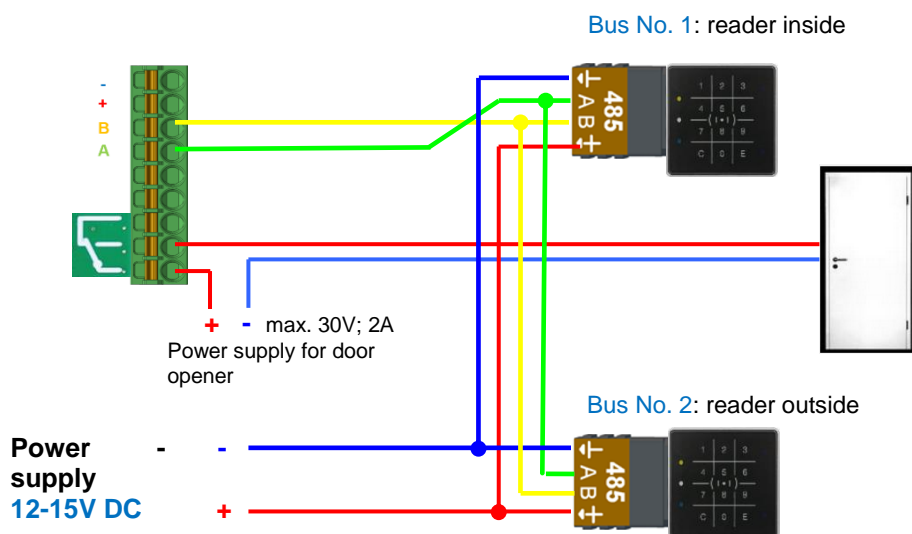 Bus No. 1: reader inside
-
+
B
A
A B
485
+
1 2 3
4 5 6
7 8 9
C 0 E
+ - max. 30V; 2A
Power supply for door
opener
Bus No. 2: reader outside
Power - -
supply
12-15V DC +
A B
485
+
1 2 3
4 5 6
7 8 9
C 0 E